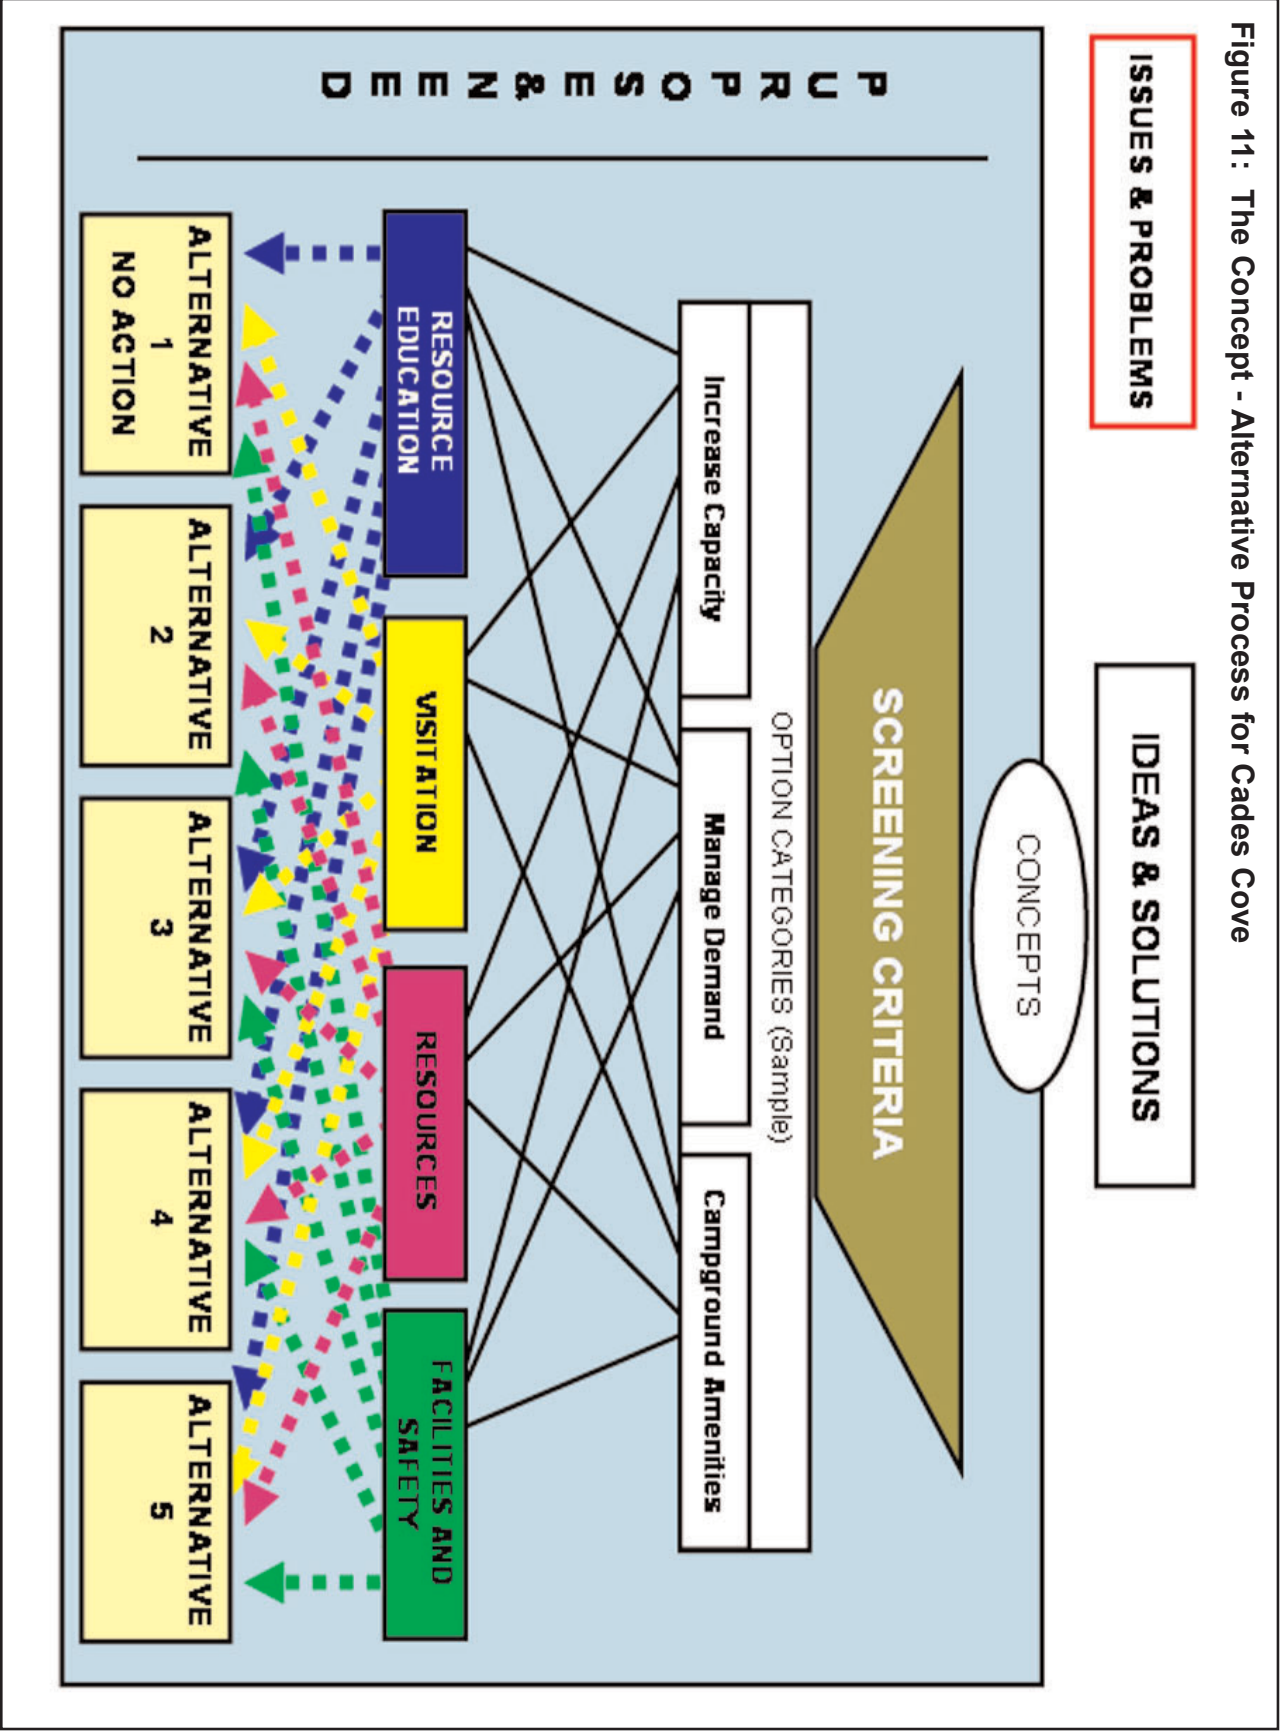 Figure 11:  The Concept - Alternative Process for Cades Cove
ISSUES & PROBLEMS
IDEAS & SOLUTIONS
CONCEPTS
PURPOSE&NEED
SCREENING CRITERIA
OPTION CATEGORIES (Sample)
Increase Capacity
Manage Demand
Campground Amenities
RESOURCE
EDUCATION
VISITATION
RESOURCES
FACILITIES AND
SAFETY
ALTERNATIVE
1
NO ACTION
ALTERNATIVE
2
ALTERNATIVE
3
ALTERNATIVE
4
ALTERNATIVE
5